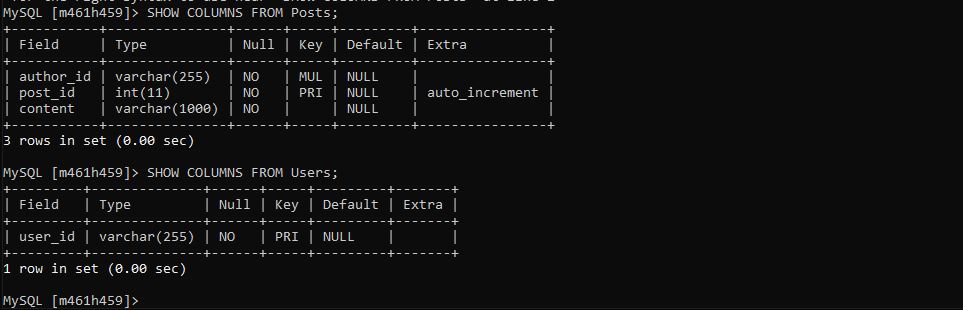 MySQL [m461h459]> SHOW COLUMNS FROM Posts;
+-----------+---------------+------+-----+---------+----------------+
| Field     | Type          | Null | Key | Default | Extra          |
+-----------+---------------+------+-----+---------+----------------+
| author_id | varchar(255)  | NO   | MUL | NULL    |                |
| post_id   | int(11)       | NO   | PRI | NULL    | auto_increment |
| content   | varchar(1000) | NO   |     | NULL    |                |
+-----------+---------------+------+-----+---------+----------------+
3 rows in set (0.00 sec)
MySQL [m461h459]> SHOW COLUMNS FROM Users;
+---------+--------------+------+-----+---------+-------+
| Field   | Type         | Null | Key | Default | Extra |
+---------+--------------+------+-----+---------+-------+
| user_id | varchar(255) | NO   | PRI | NULL    |       |
+---------+--------------+------+-----+---------+-------+
1 row in set (0.00 sec)
MySQL [m461h459]>